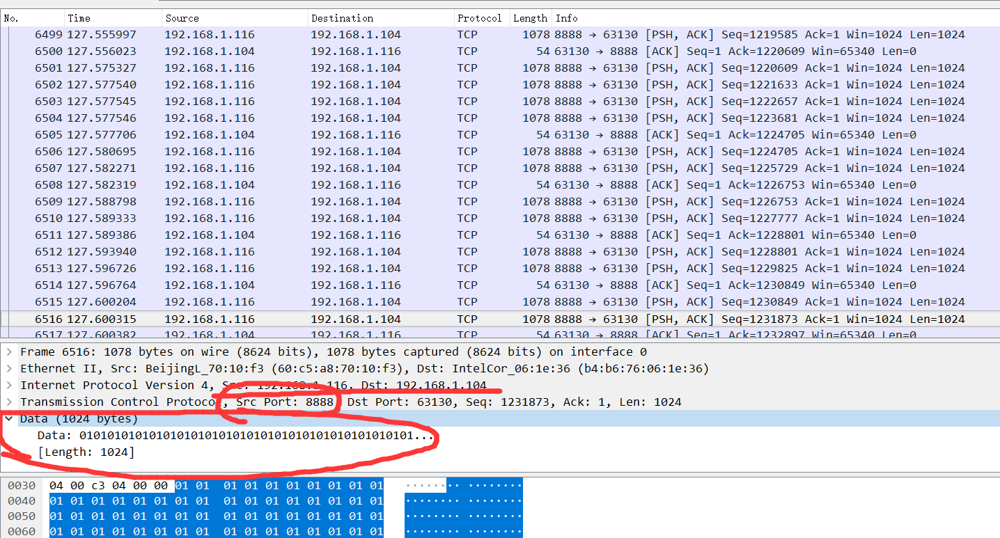 No. Time Source Destination Protocol Length Info
6499 127.555997 192.168.1.116 192.168.1.104 TCP 1078 8888 → 63130 [PSH, ACK] Seq=1219585 Ack=1 Win=1024 Len=1024
6500 127.556023 192.168.1.104 192.168.1.116 TCP 54 63130 → 8888 [ACK] Seq=1 Ack=1220609 Win=65340 Len=0
6501 127.575327 192.168.1.116 192.168.1.104 TCP 1078 8888 → 63130 [PSH, ACK] Seq=1220609 Ack=1 Win=1024 Len=1024
6502 127.577540 192.168.1.116 192.168.1.104 TCP 1078 8888 → 63130 [PSH, ACK] Seq=1221633 Ack=1 Win=1024 Len=1024
6503 127.577545 192.168.1.116 192.168.1.104 TCP 1078 8888 → 63130 [PSH, ACK] Seq=1222657 Ack=1 Win=1024 Len=1024
6504 127.577546 192.168.1.116 192.168.1.104 TCP 1078 8888 → 63130 [PSH, ACK] Seq=1223681 Ack=1 Win=1024 Len=1024
6505 127.577706 192.168.1.104 192.168.1.116 TCP 54 63130 → 8888 [ACK] Seq=1 Ack=1224705 Win=65340 Len=0
6506 127.580695 192.168.1.116 192.168.1.104 TCP 1078 8888 → 63130 [PSH, ACK] Seq=1224705 Ack=1 Win=1024 Len=1024
6507 127.582271 192.168.1.116 192.168.1.104 TCP 1078 8888 → 63130 [PSH, ACK] Seq=1225729 Ack=1 Win=1024 Len=1024
6508 127.582319 192.168.1.104 192.168.1.116 TCP 54 63130 → 8888 [ACK] Seq=1 Ack=1226753 Win=65340 Len=0
6509 127.588798 192.168.1.116 192.168.1.104 TCP 1078 8888 → 63130 [PSH, ACK] Seq=1226753 Ack=1 Win=1024 Len=1024
6510 127.589333 192.168.1.116 192.168.1.104 TCP 1078 8888 → 63130 [PSH, ACK] Seq=1227777 Ack=1 Win=1024 Len=1024
6511 127.589386 192.168.1.104 192.168.1.116 TCP 54 63130 → 8888 [ACK] Seq=1 Ack=1228801 Win=65340 Len=0
6512 127.593940 192.168.1.116 192.168.1.104 TCP 1078 8888 → 63130 [PSH, ACK] Seq=1228801 Ack=1 Win=1024 Len=1024
6513 127.596726 192.168.1.116 192.168.1.104 TCP 1078 8888 → 63130 [PSH, ACK] Seq=1229825 Ack=1 Win=1024 Len=1024
6514 127.596764 192.168.1.104 192.168.1.116 TCP 54 63130 → 8888 [ACK] Seq=1 Ack=1230849 Win=65340 Len=0
6515 127.600204 192.168.1.116 192.168.1.104 TCP 1078 8888 → 63130 [PSH, ACK] Seq=1230849 Ack=1 Win=1024 Len=1024
6516 127.600315 192.168.1.116 192.168.1.104 TCP 1078 8888 → 63130 [PSH, ACK] Seq=1231873 Ack=1 Win=1024 Len=1024
6517 127.600382 192.168.1.104 192.168.1.116 TCP 54 63130 → 8888 [ACK] Seq=1 Ack=1232897 Win=65340 Len=0
Frame 6516: 1078 bytes on wire (8624 bits), 1078 bytes captured (8624 bits) on interface 0
Ethernet II, Src: BeijingL_70:10:f3 (60:c5:a8:70:10:f3), Dst: IntelCor_06:1e:36 (b4:b6:76:06:1e:36)
Internet Protocol Version 4, Src: 192.168.1.116, Dst: 192.168.1.104
Transmission Control Protocol, Src Port: 8888, Dst Port: 63130, Seq: 1231873, Ack: 1, Len: 1024
Data (1024 bytes)
Data: 010101010101010101010101010101010101010101010101...
[Length: 1024]
0030 04 00 c3 04 00 00 01 01 01 01 01 01 01 01 01 01 ········ ········
0040 01 01 01 01 01 01 01 01 01 01 01 01 01 01 01 01 ········ ········
0050 01 01 01 01 01 01 01 01 01 01 01 01 01 01 01 01 ········ ········
0060 01 01 01 01 01 01 01 01 01 01 01 01 01 01 01 01 ········ ········